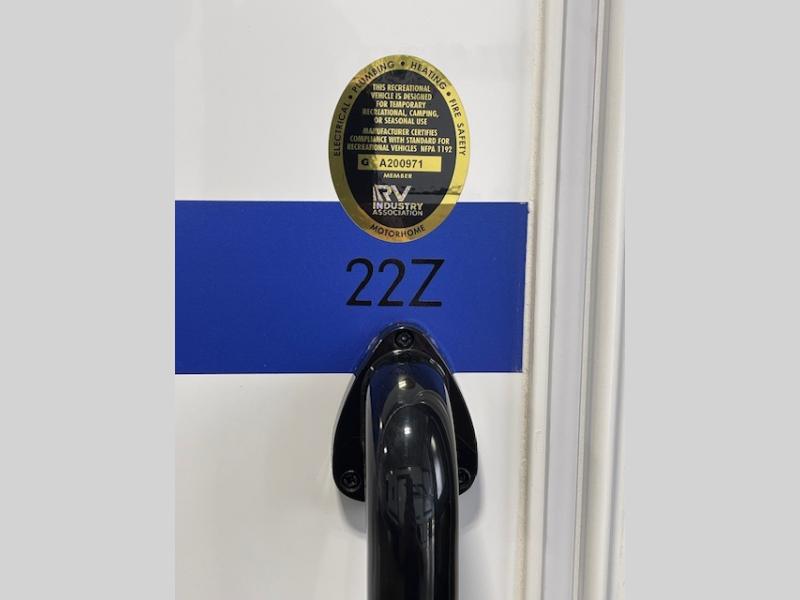 ELECTRICAL • PLUMBING • HEATING • FIRE SAFETY
THIS RECREATIONAL
VEHICLE IS DESIGNED
FOR TEMPORARY
RECREATIONAL, CAMPING,
OR SEASONAL USE
MANUFACTURER CERTIFIES
COMPLIANCE WITH STANDARD FOR
RECREATIONAL VEHICLES NFPA 1192
A200971
MEMBER
RV
INDUSTRY
ASSOCIATION
MOTORHOME
22Z